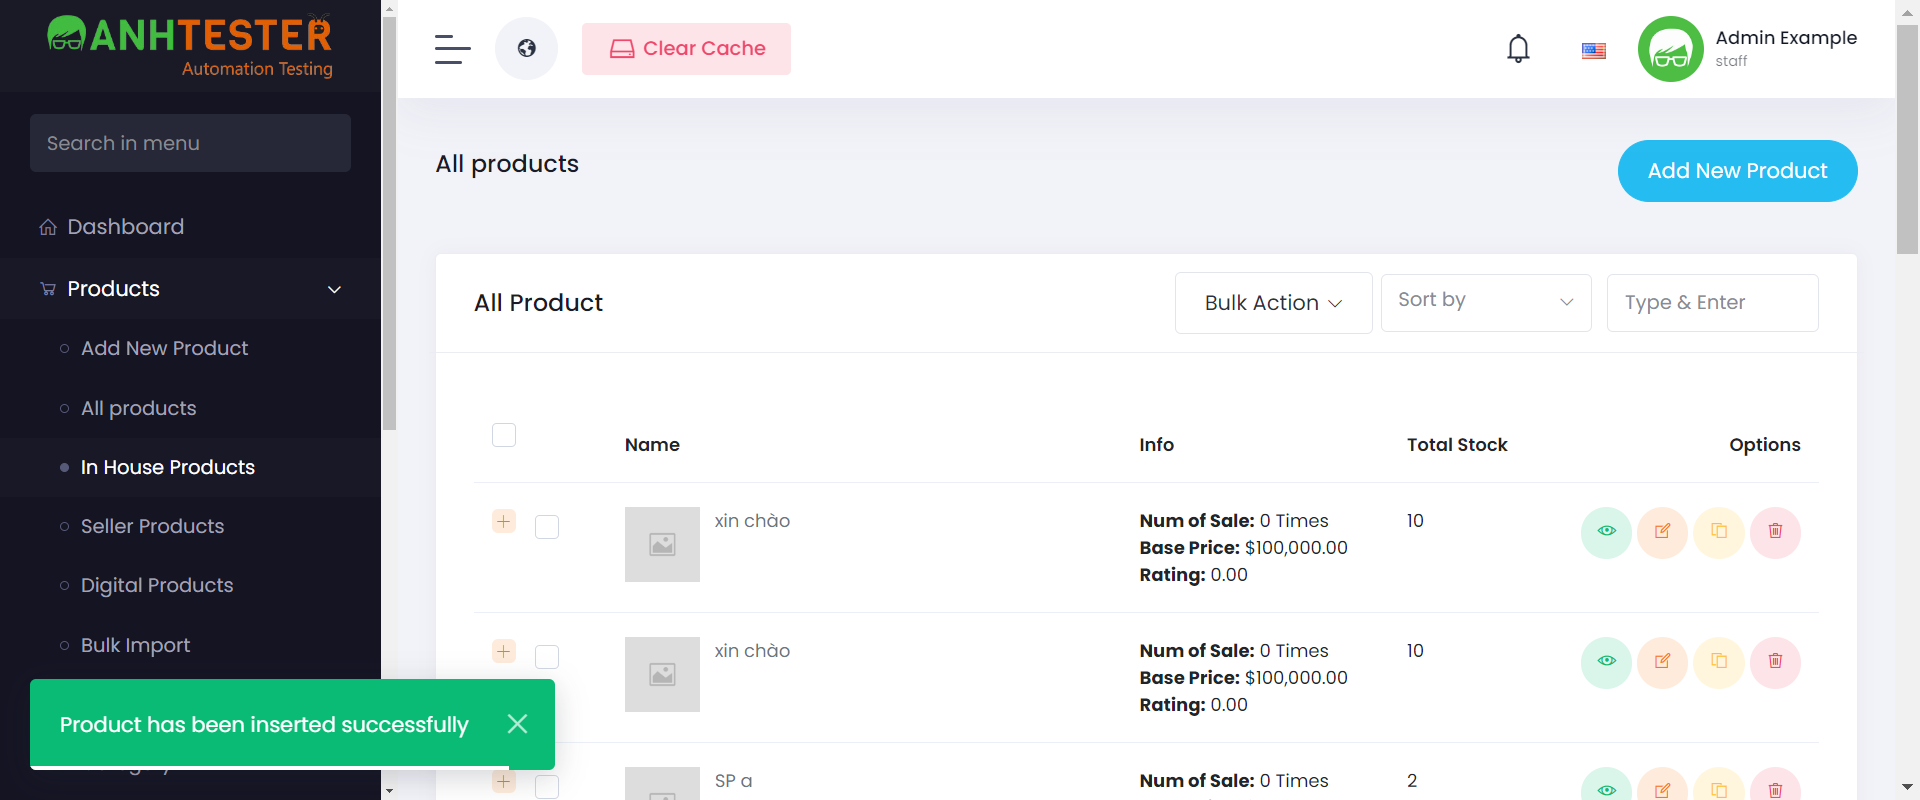 ANHTESTER
Automation Testing
Search in menu
Dashboard
Products
Add New Product
All products
In House Products
Seller Products
Digital Products
Bulk Import
Product has been inserted successfully
Clear Cache
Admin Example
staff
All products
Add New Product
All Product
Bulk Action
Sort by
Type & Enter
Name
Info
Total Stock
Options
xin chào
Num of Sale: 0 Times
Base Price: $100,000.00
Rating: 0.00
10
xin chào
Num of Sale: 0 Times
Base Price: $100,000.00
Rating: 0.00
10
SP a
Num of Sale: 0 Times
2